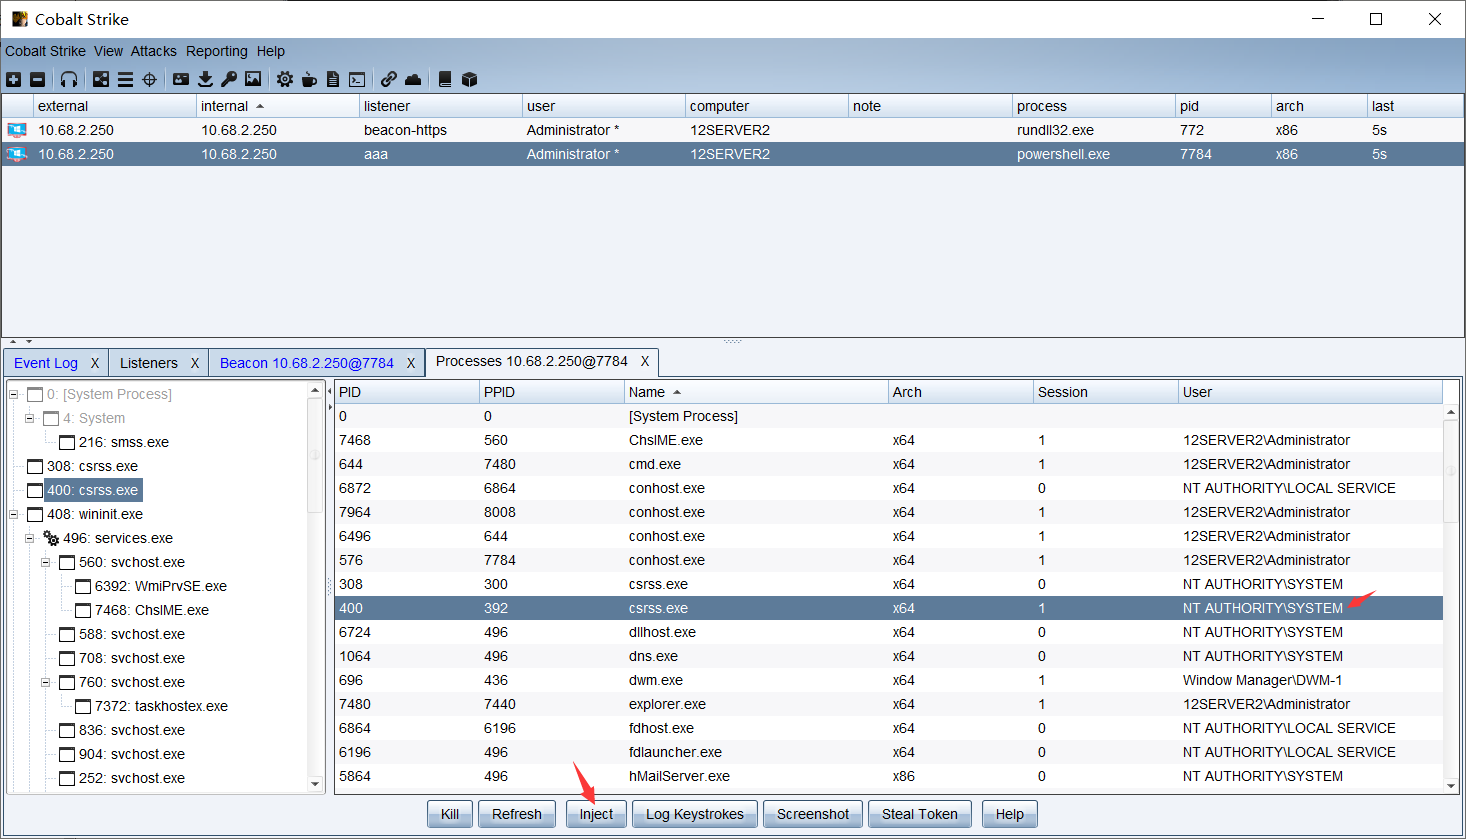 Cobalt Strike
Cobalt Strike View Attacks Reporting Help
external internal listener user computer note process pid arch last
10.68.2.250 10.68.2.250 beacon-https Administrator * 12SERVER2 rundll32.exe 772 x86 5s
10.68.2.250 10.68.2.250 aaa Administrator * 12SERVER2 powershell.exe 7784 x86 5s
Event Log X Listeners X Beacon 10.68.2.250@7784 X Processes 10.68.2.250@7784 X
0: [System Process]
4: System
216: smss.exe
308: csrss.exe
400: csrss.exe
408: wininit.exe
496: services.exe
560: svchost.exe
6392: WmiPrvSE.exe
7468: ChsIME.exe
588: svchost.exe
708: svchost.exe
760: svchost.exe
7372: taskhostex.exe
836: svchost.exe
904: svchost.exe
252: svchost.exe
PID PPID Name Arch Session User
0 0 [System Process]
7468 560 ChsIME.exe x64 1 12SERVER2\Administrator
644 7480 cmd.exe x64 1 12SERVER2\Administrator
6872 6864 conhost.exe x64 0 NT AUTHORITY\LOCAL SERVICE
7964 8008 conhost.exe x64 1 12SERVER2\Administrator
6496 644 conhost.exe x64 1 12SERVER2\Administrator
576 7784 conhost.exe x64 1 12SERVER2\Administrator
308 300 csrss.exe x64 0 NT AUTHORITY\SYSTEM
400 392 csrss.exe x64 1 NT AUTHORITY\SYSTEM
6724 496 dllhost.exe x64 0 NT AUTHORITY\SYSTEM
1064 496 dns.exe x64 0 NT AUTHORITY\SYSTEM
696 436 dwm.exe x64 1 Window Manager\DWM-1
7480 7440 explorer.exe x64 1 12SERVER2\Administrator
6864 6196 fdhost.exe x64 0 NT AUTHORITY\LOCAL SERVICE
6196 496 fdlauncher.exe x64 0 NT AUTHORITY\LOCAL SERVICE
5864 496 hMailServer.exe x86 0 NT AUTHORITY\SYSTEM
Kill Refresh Inject Log Keystrokes Screenshot Steal Token Help